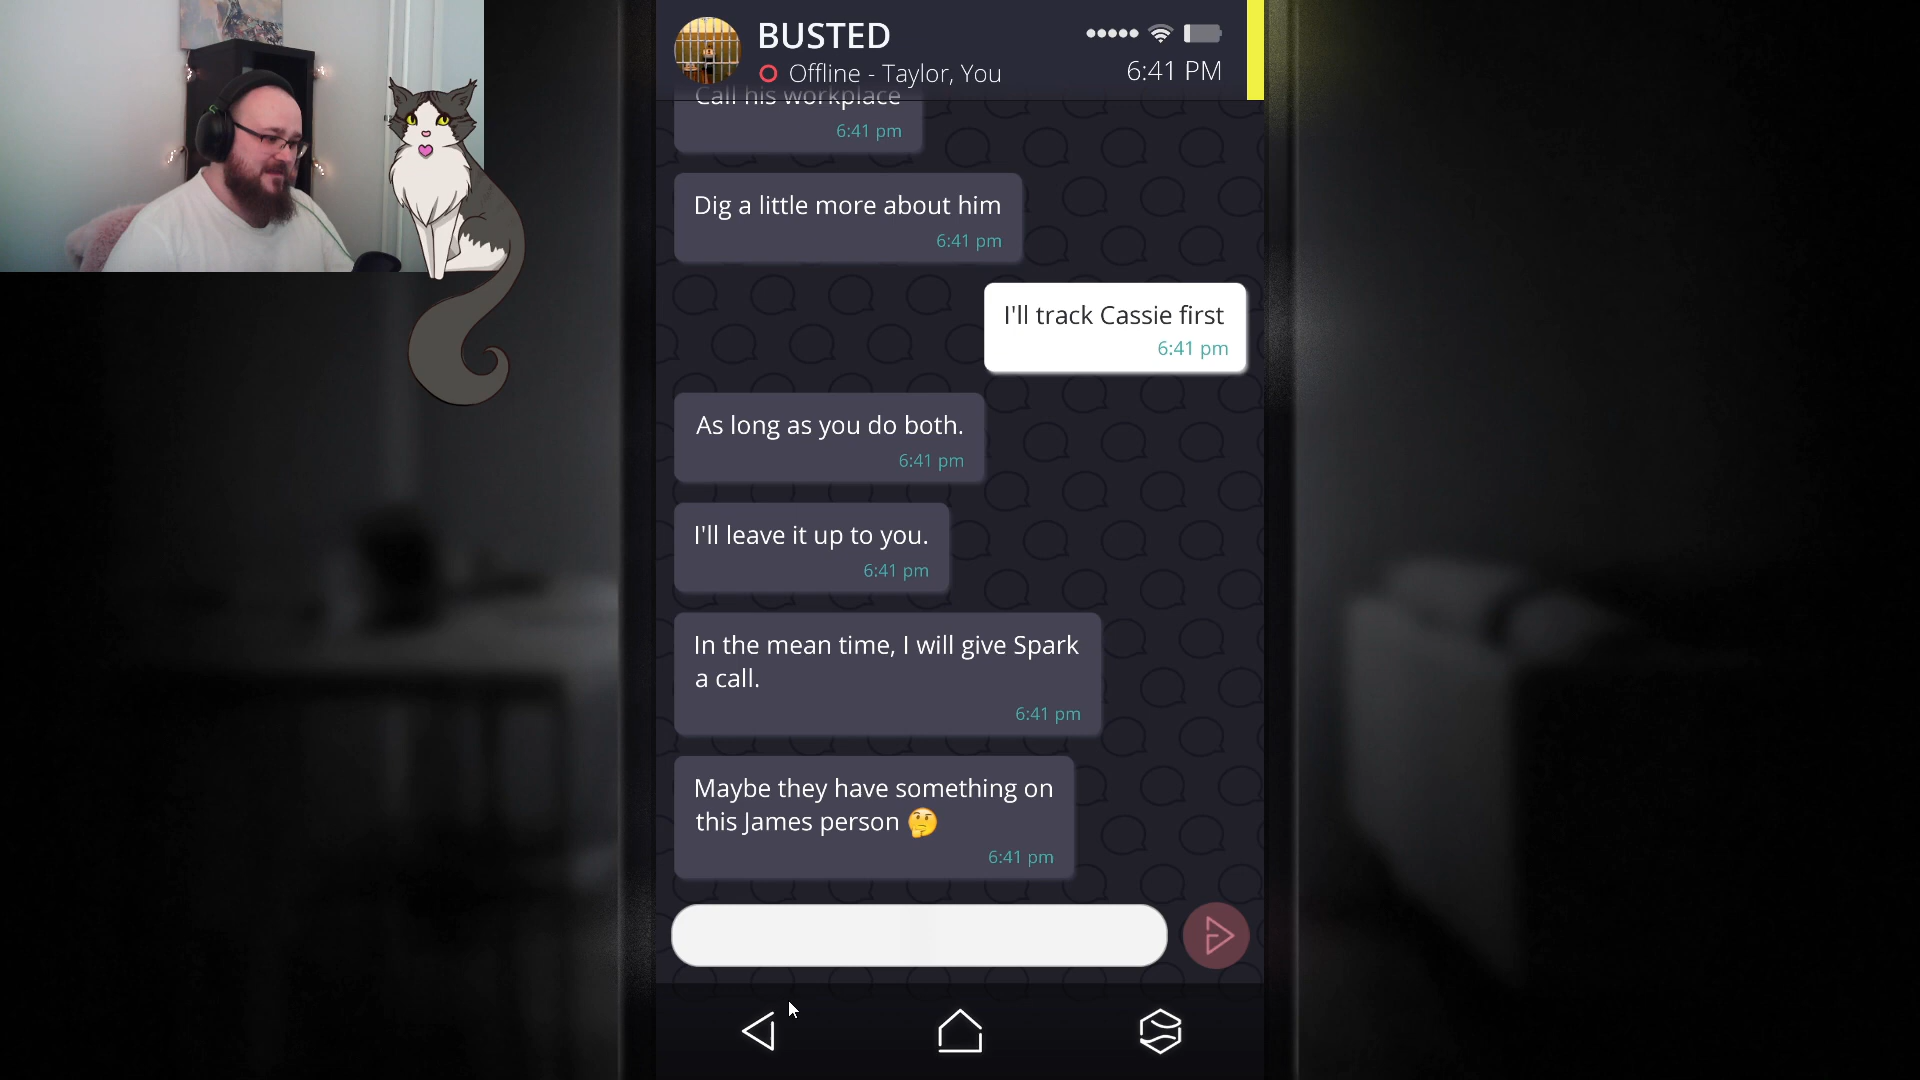 BUSTED
Offline - Taylor, You
6:41 PM
Call his workplace
6:41 pm
Dig a little more about him
6:41 pm
I'll track Cassie first
6:41 pm
As long as you do both.
6:41 pm
I'll leave it up to you.
6:41 pm
In the mean time, I will give Spark
a call.
6:41 pm
Maybe they have something on
this James person 🤔
6:41 pm